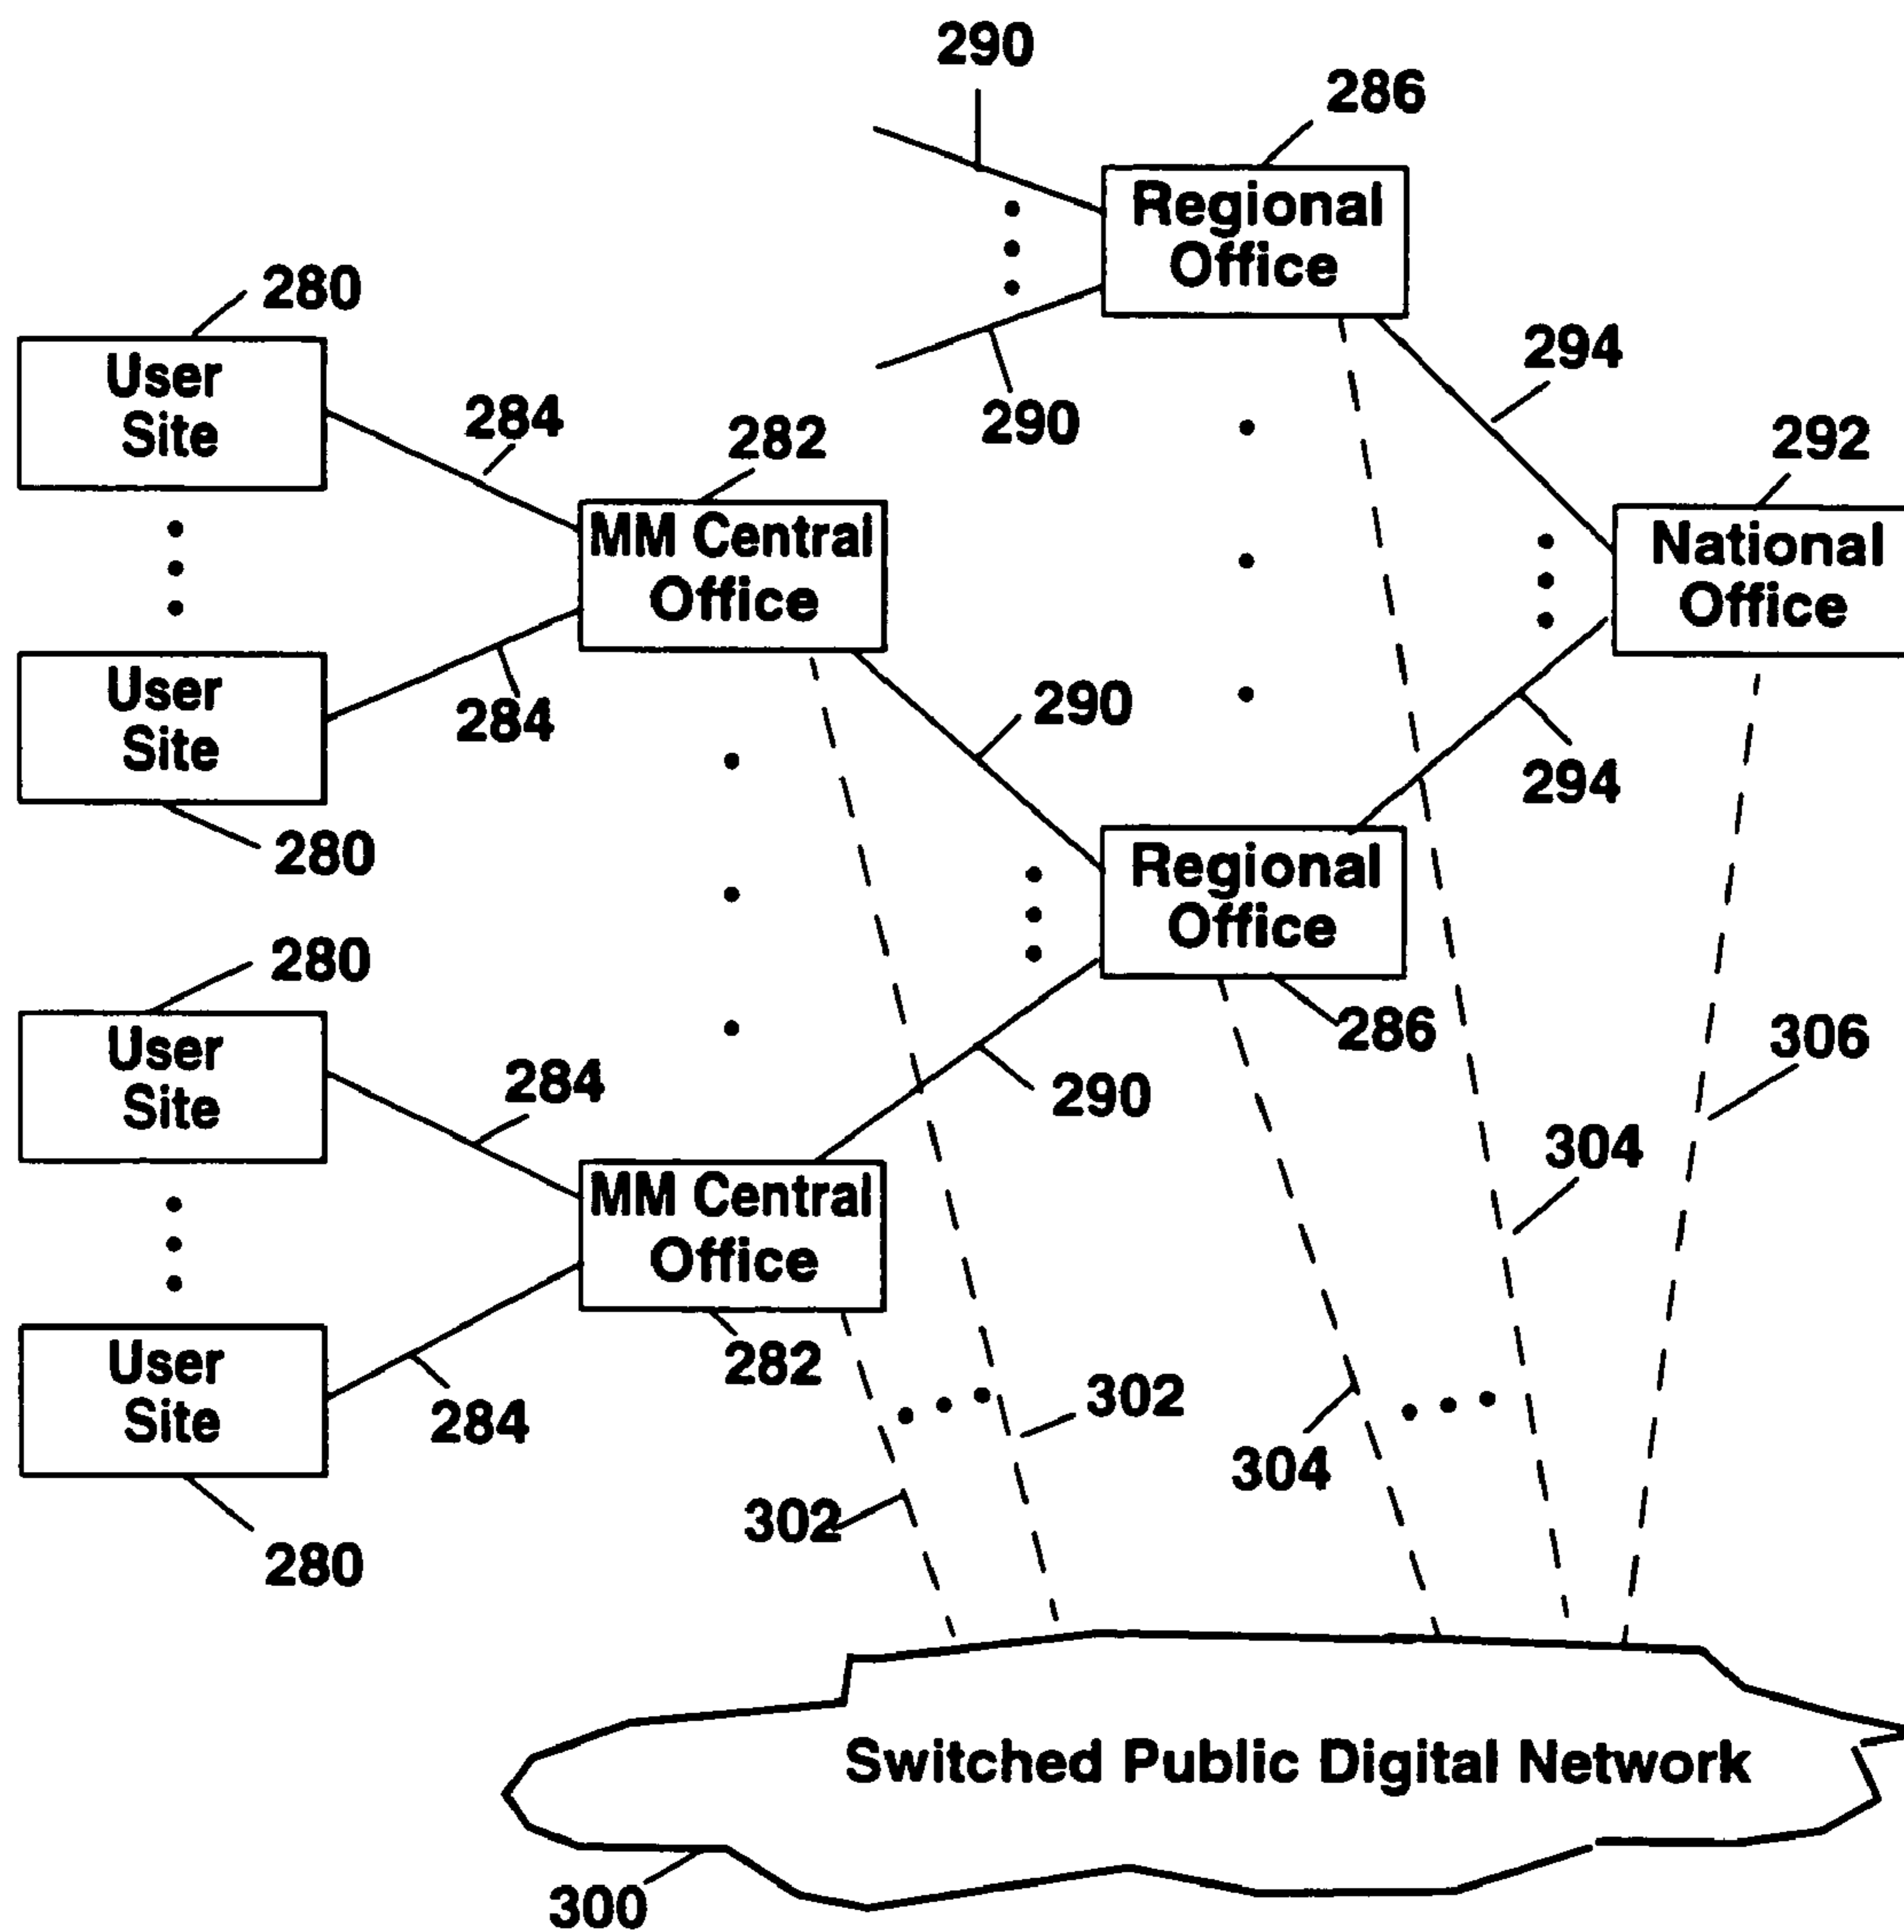 290
286
Regional
Office
280
User
Site
284
282
290
294
292
MM Central
Office
National
Office
User
Site
284
290
294
280
Regional
Office
280
286
306
User
Site
284
290
304
MM Central
Office
User
Site
282
302
284
304
302
280
Switched Public Digital Network
300